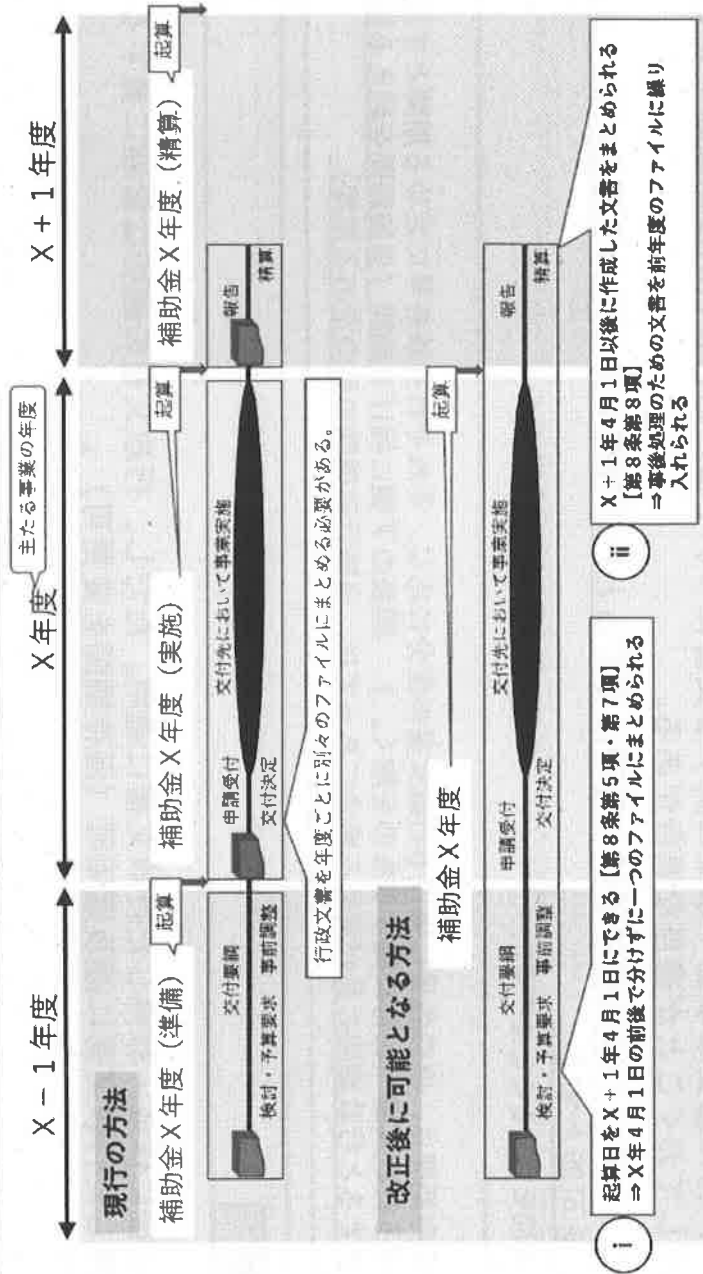 X－1年度
X年度
X＋1年度
主たる事業の年度
現行の方法
補助金X年度（準備）
起算
補助金X年度（実施）
起算
補助金X年度（精算）
起算
交付要綱
検討・予算要求　事前調整
申請受付
交付決定
交付先において事業実施
報告
精算
行政文書を年度ごとに別々のファイルにまとめる必要がある。
改正後に可能となる方法
補助金X年度
起算
交付要綱
検討・予算要求　事前調整
申請受付
交付決定
交付先において事業実施
報告
精算
i
起算日をX＋1年4月1日にできる［第8条第5項・第7項］
⇒X年4月1日の前後で分けずに一つのファイルにまとめられる
ii
X＋1年4月1日以後に作成した文書をまとめられる
［第8条第8項］
⇒事後処理のための文書を前年度のファイルに繰り
入れられる